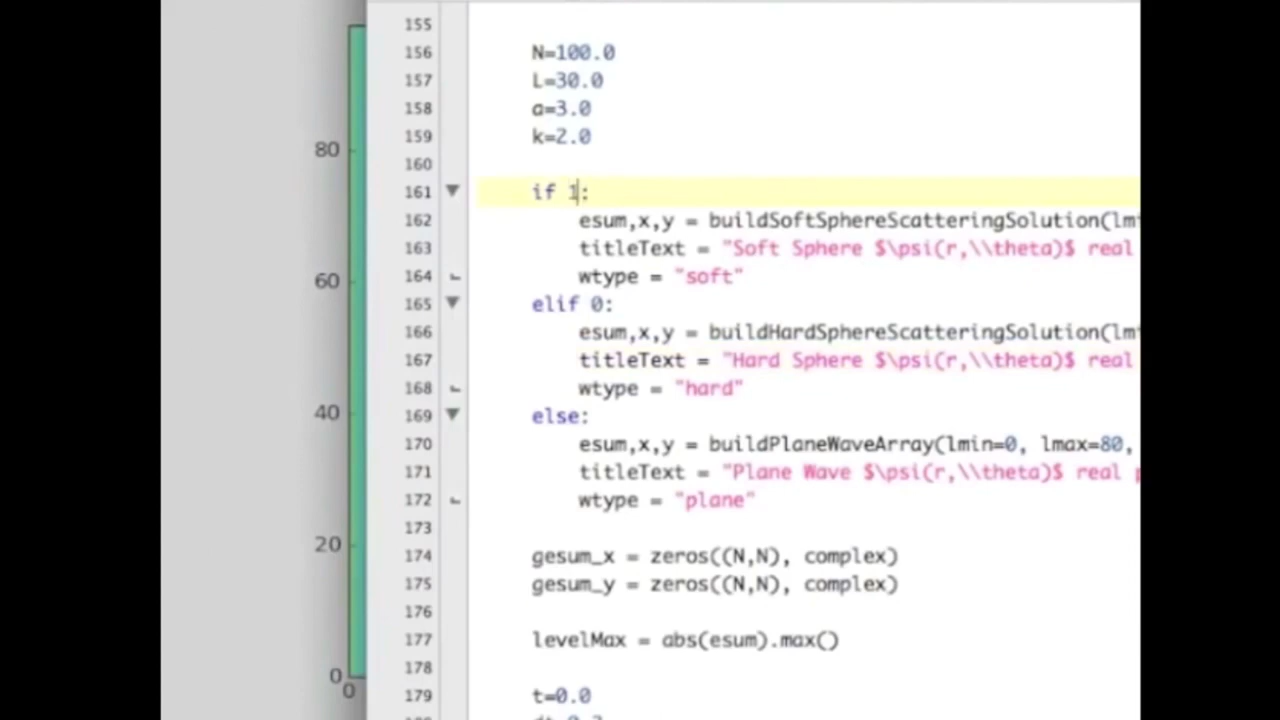 155
156 N=100.0
157 L=30.0
158 a=3.0
159 k=2.0
160
161 if 1:
162 esum,x,y = buildSoftSphereScatteringSolution(
163 titleText = "Soft Sphere $\psi(r,\\theta)$ real
164 wtype = "soft"
165 elif 0:
166 esum,x,y = buildHardSphereScatteringSolution(
167 titleText = "Hard Sphere $\psi(r,\\theta)$ real
168 wtype = "hard"
169 else:
170 esum,x,y = buildPlaneWaveArray(lmin=0, lmax=80,
171 titleText = "Plane Wave $\psi(r,\\theta)$ real
172 wtype = "plane"
173
174 gesum_x = zeros((N,N), complex)
175 gesum_y = zeros((N,N), complex)
176
177 levelMax = abs(esum).max()
178
179 t=0.0
80
60
40
20
0
0